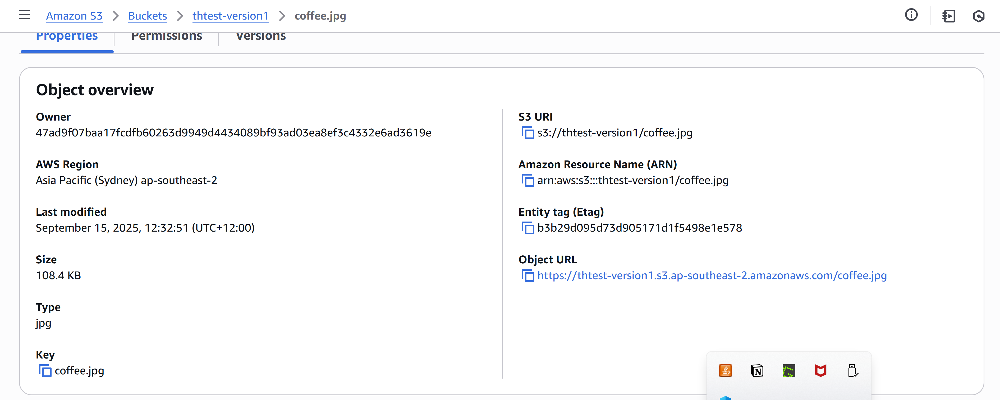 Amazon S3 > Buckets > thtest-version1 > coffee.jpg
Properties Permissions Versions
Object overview
Owner
47ad9f07baa17fcdfb60263d9949d4434089bf93ad03ea8ef3c4332e6ad3619e
AWS Region
Asia Pacific (Sydney) ap-southeast-2
Last modified
September 15, 2025, 12:32:51 (UTC+12:00)
Size
108.4 KB
Type
jpg
Key
coffee.jpg
S3 URI
s3://thtest-version1/coffee.jpg
Amazon Resource Name (ARN)
arn:aws:s3:::thtest-version1/coffee.jpg
Entity tag (Etag)
b3b29d095d73d905171d1f5498e1e578
Object URL
https://thtest-version1.s3.ap-southeast-2.amazonaws.com/coffee.jpg